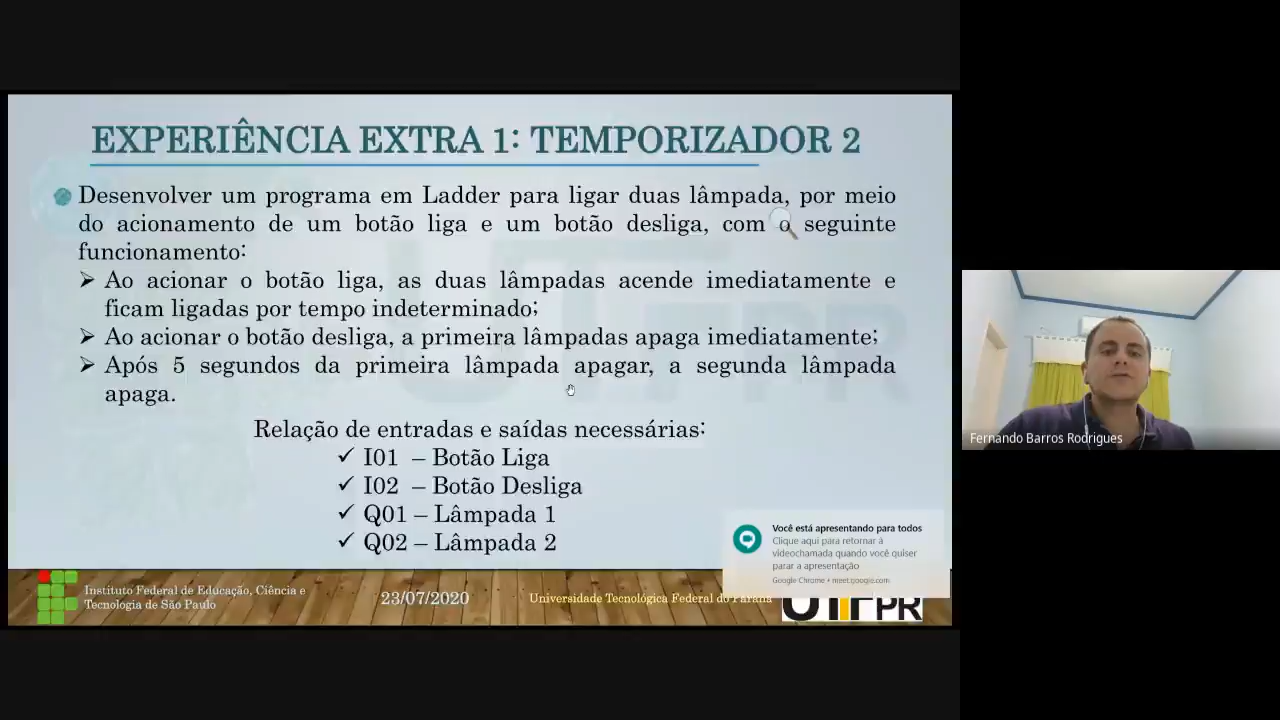 EXPERIÊNCIA EXTRA 1: TEMPORIZADOR 2
Desenvolver um programa em Ladder para ligar duas lâmpada, por meio
do acionamento de um botão liga e um botão desliga, com o seguinte
funcionamento:
Ao acionar o botão liga, as duas lâmpadas acende imediatamente e
ficam ligadas por tempo indeterminado;
Ao acionar o botão desliga, a primeira lâmpadas apaga imediatamente;
Após 5 segundos da primeira lâmpada apagar, a segunda lâmpada
apaga.
Relação de entradas e saídas necessárias:
I01 – Botão Liga
I02 – Botão Desliga
Q01 – Lâmpada 1
Q02 – Lâmpada 2
Você está apresentando para todos
Clique aqui para retornar à
videochamada quando você quiser
parar a apresentação
Google Chrome • meet.google.com
Instituto Federal de Educação, Ciência e
Tecnologia de São Paulo
23/07/2020
Universidade Tecnológica Federal do Paraná
UTFPR
Fernando Barros Rodrigues